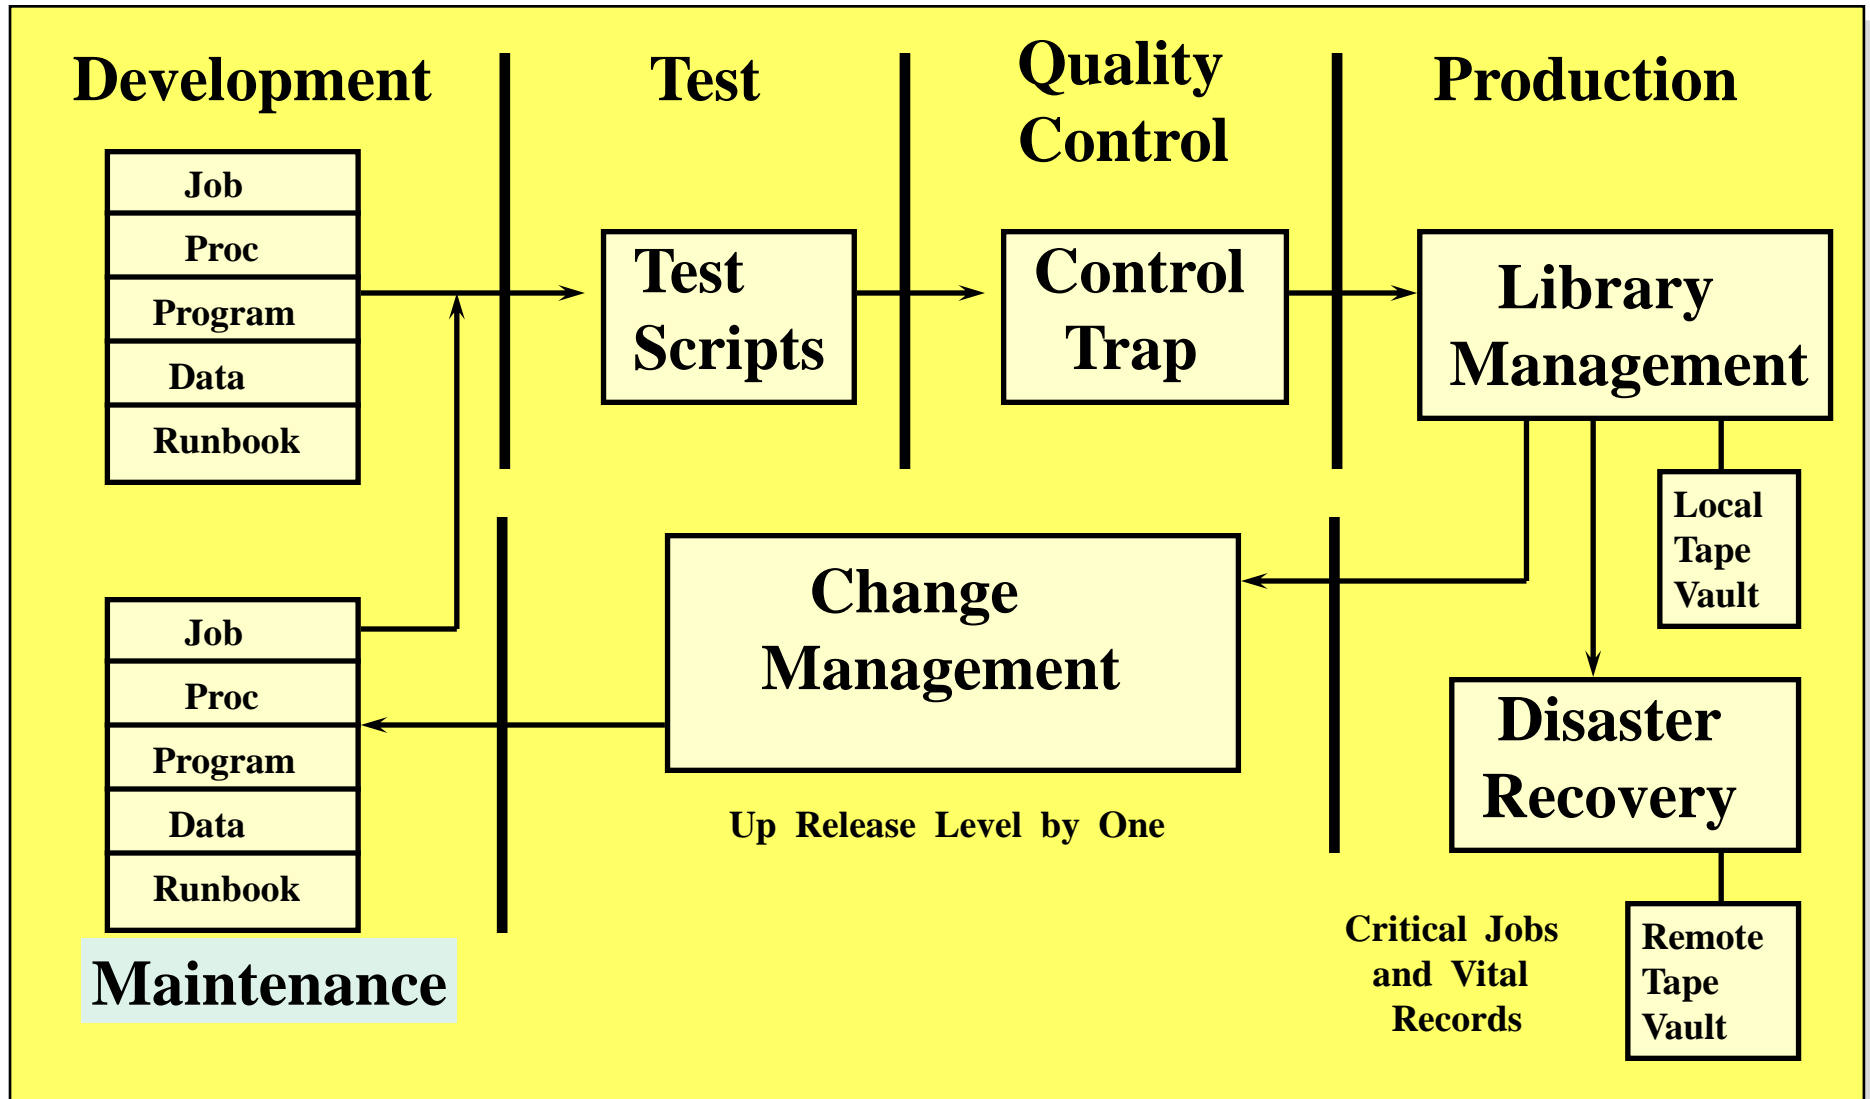 Development
Test
Quality
Control
Production
Job
Proc
Program
Data
Runbook
Test
Scripts
Control
Trap
Library
Management
Local
Tape
Vault
Change
Management
Up Release Level by One
Job
Proc
Program
Data
Runbook
Maintenance
Disaster
Recovery
Critical Jobs
and Vital
Records
Remote
Tape
Vault